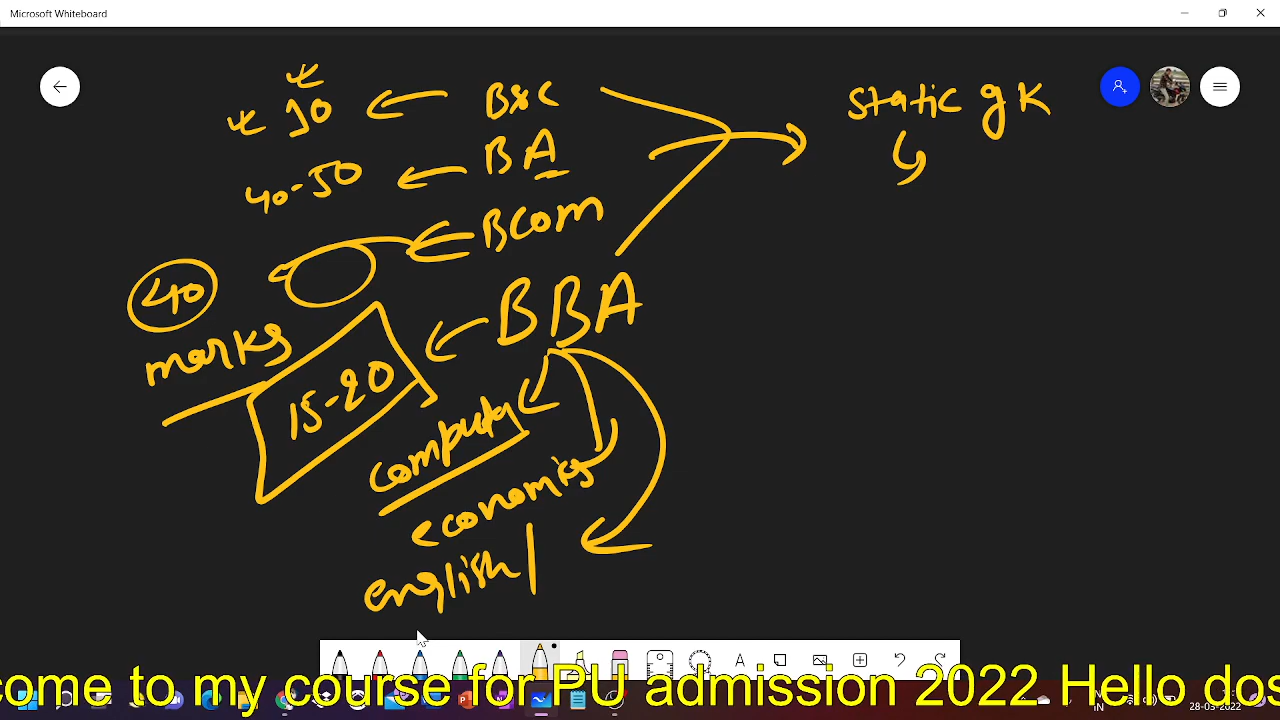 Microsoft Whiteboard
30 BSC static gk
40-50 BA
BCOM
40 marks
BBA
15-20
computer
economics
english/
come to my course for PU admission 2022 Hello dos
28-03-2022